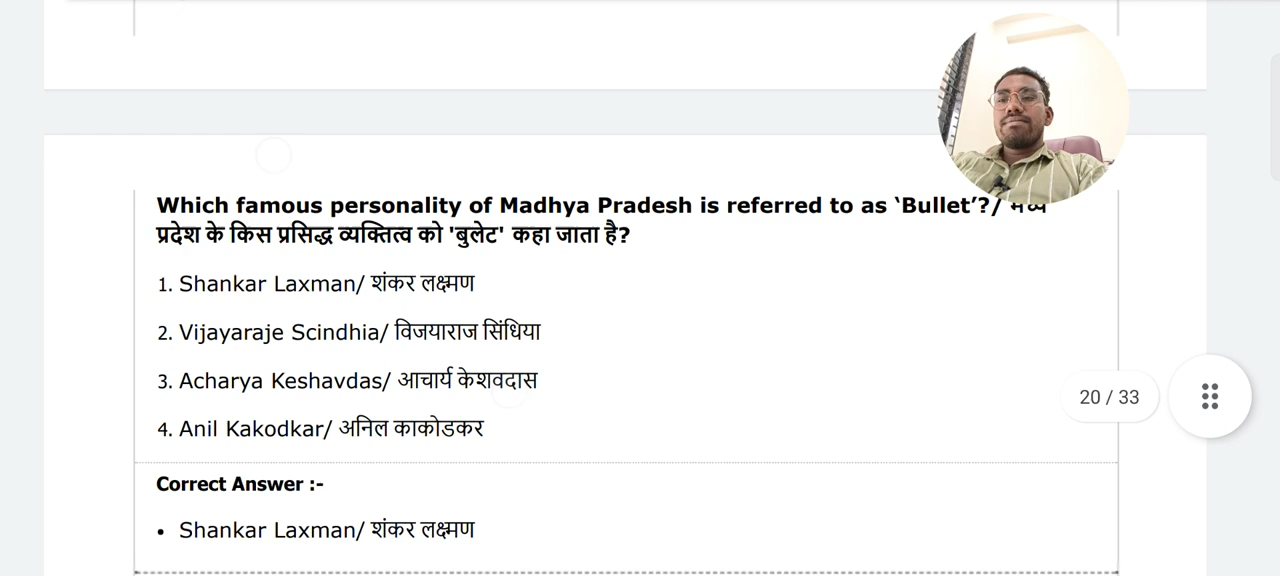 Which famous personality of Madhya Pradesh is referred to as ‘Bullet’?/ मध्य
प्रदेश के किस प्रसिद्ध व्यक्तित्व को 'बुलेट' कहा जाता है?
1. Shankar Laxman/ शंकर लक्ष्मण
2. Vijayaraje Scindhia/ विजयाराज सिंधिया
3. Acharya Keshavdas/ आचार्य केशवदास
20 / 33
4. Anil Kakodkar/ अनिल काकोडकर
Correct Answer :-
• Shankar Laxman/ शंकर लक्ष्मण